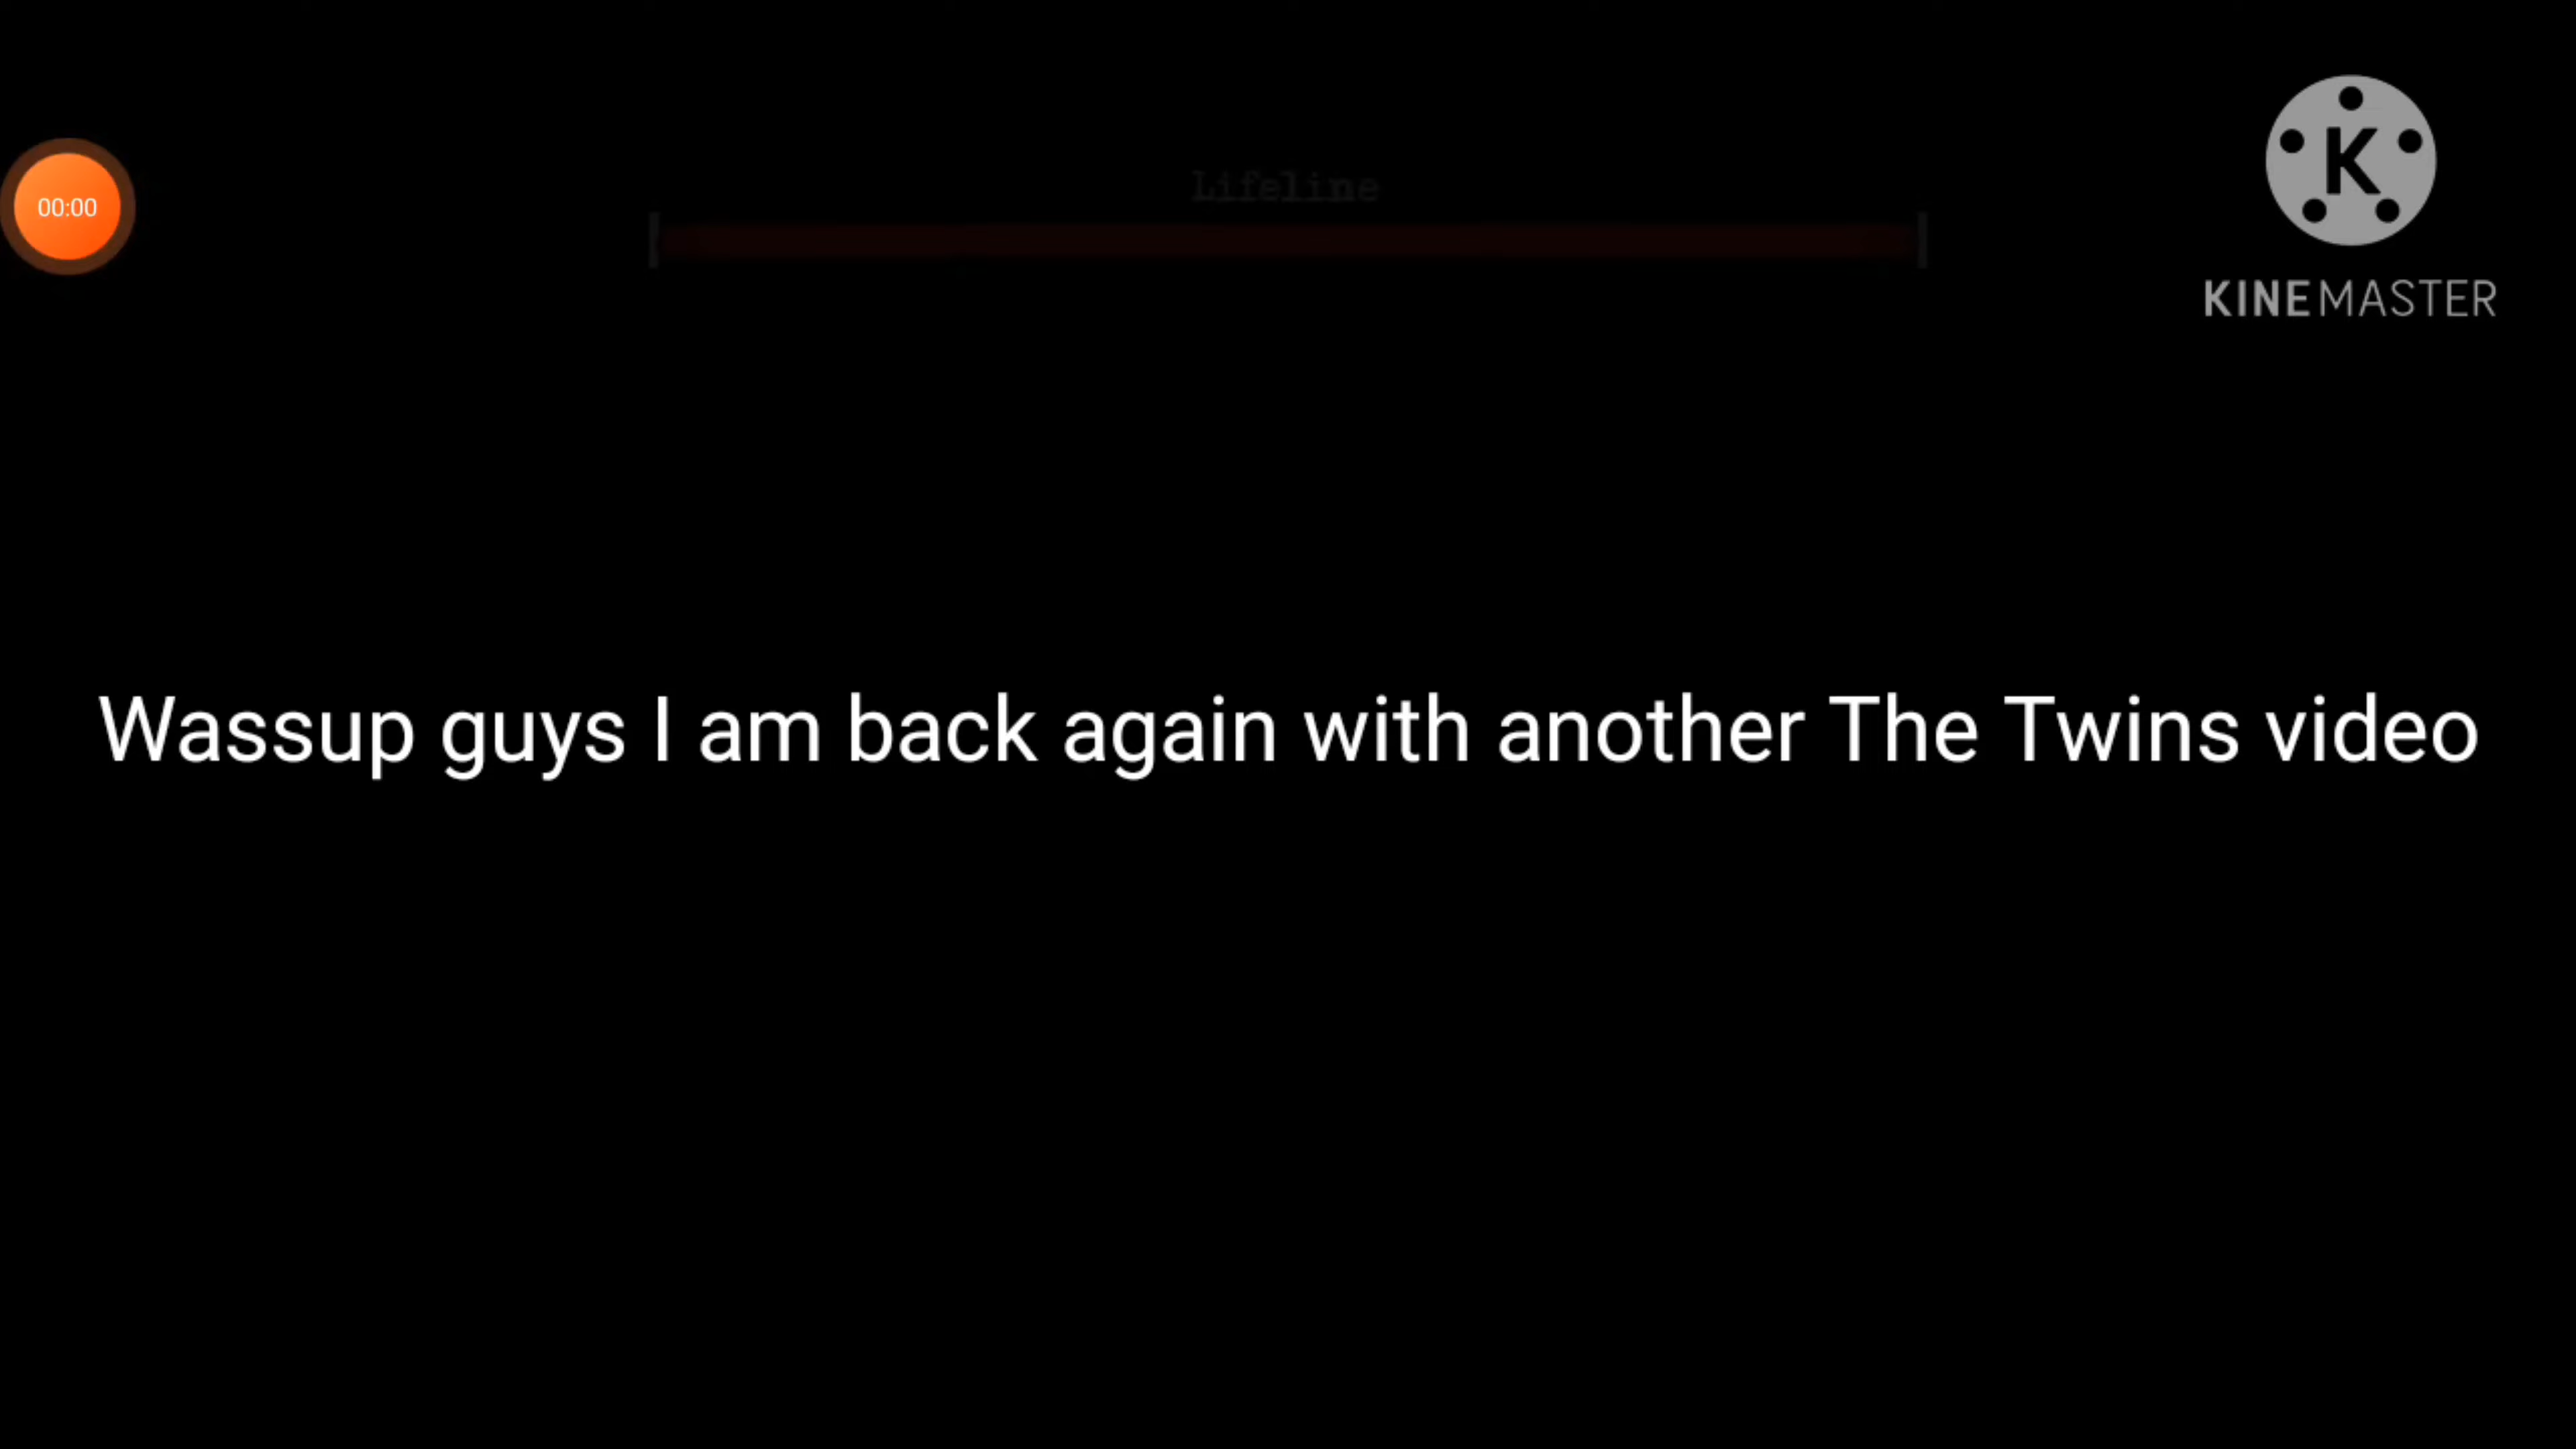 Lifeline
00:00
K
KINEMASTER
Wassup guys I am back again with another The Twins video